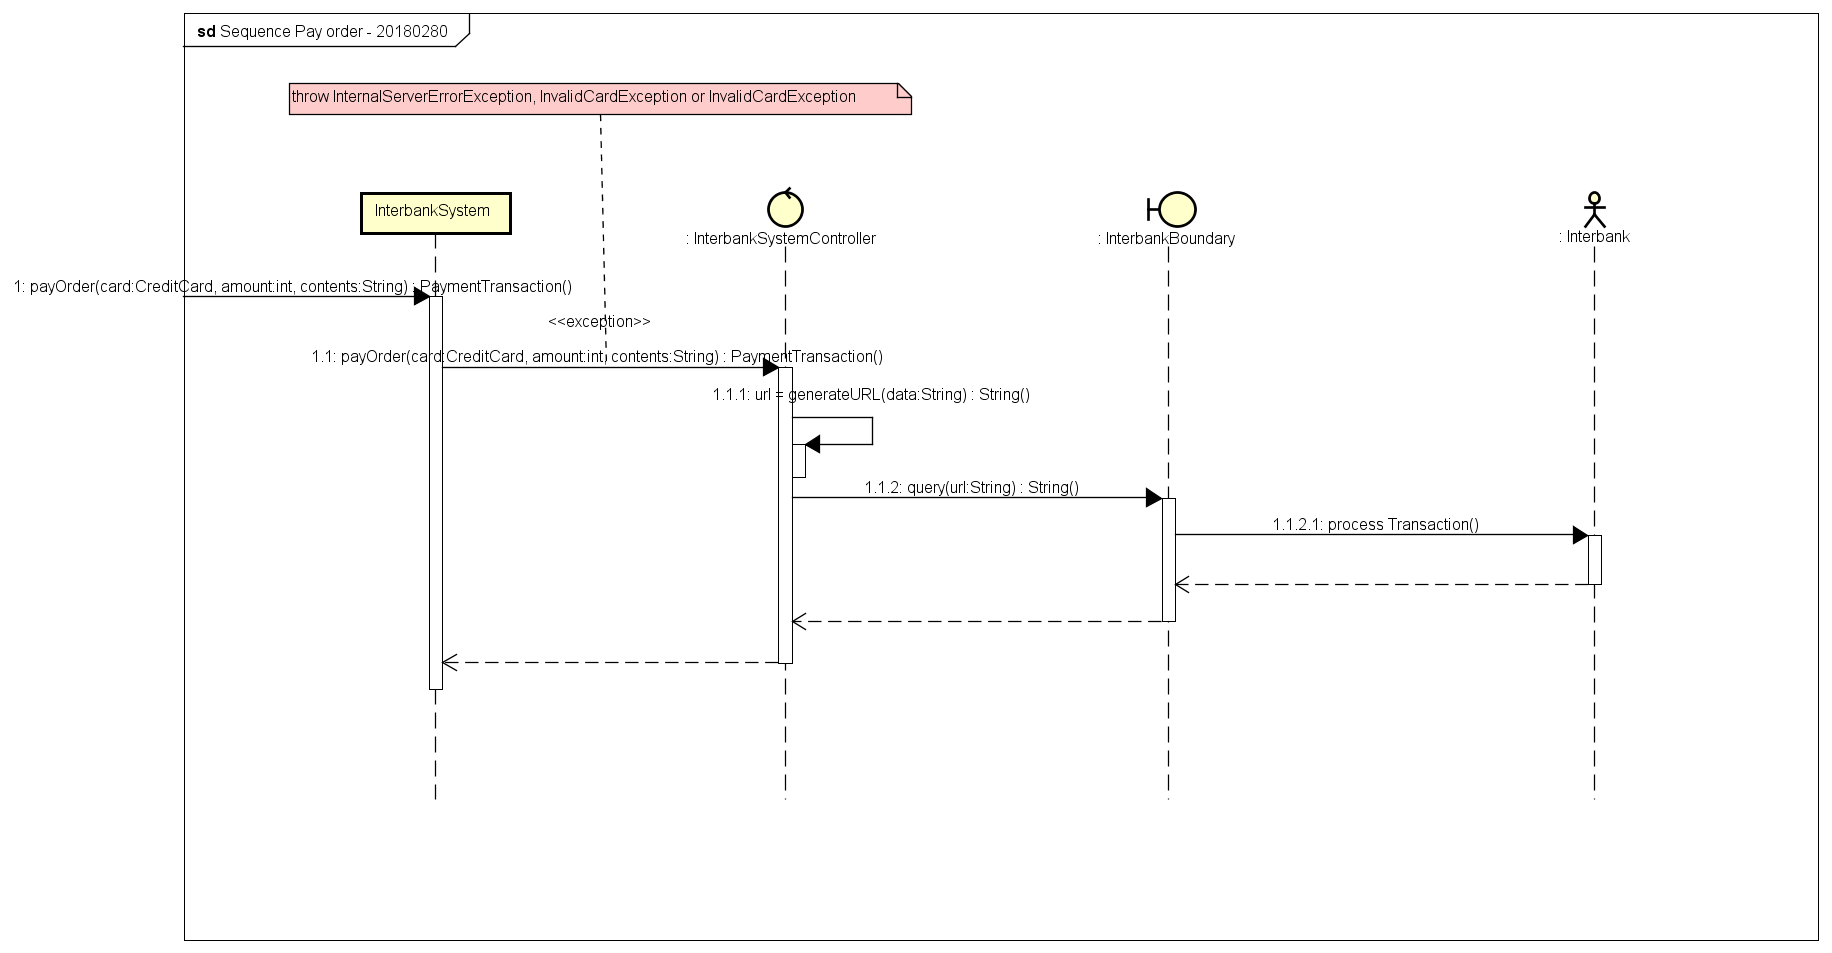 sd Sequence Pay order - 20180280
throw InternalServerErrorException, InvalidCardException or InvalidCardException
InterbankSystem
: InterbankSystemController
: InterbankBoundary
: Interbank
1: payOrder(card:CreditCard, amount:int, contents:String) : PaymentTransaction()
<<exception>>
1.1: payOrder(card:CreditCard, amount:int, contents:String) : PaymentTransaction()
1.1.1: url = generateURL(data:String) : String()
1.1.2: query(url:String) : String()
1.1.2.1: process Transaction()